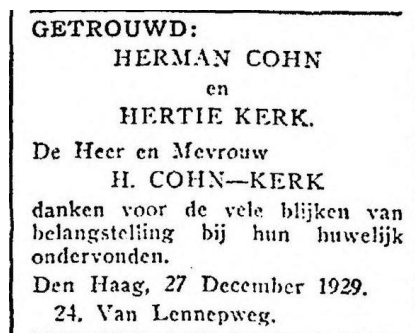 GETROUWD:
HERMAN COHN
en
HERTIE KERK.
De Heer en Mevrouw
H. COHN—KERK
danken voor de vele blijken van
belangstelling bij hun huwelijk
ondervonden.
Den Haag, 27 December 1929.
24. Van Lennepweg.